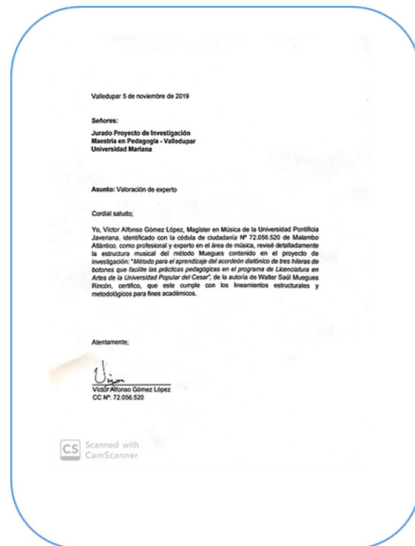 Valledupar 5 de noviembre de 2019
Señores:
Jurado Proyecto de Investigación
Maestría en Pedagogía - Valledupar
Universidad Mariana
Asunto: Valoración de experto
Cordial saludo;
Yo, Victor Alfonso Gómez López, Magister en Música de la Universidad Pontificia
Javeriana, identificado con la cédula de ciudadanía Nº 72.056.520 de Malambo
Atlántico, como profesional y experto en el área de música, revisé detalladamente
la estructura musical del método Muegues contenido en el proyecto de
investigación: "Método para el aprendizaje del acordeón diatónico de tres hileras de
botones que facilite las prácticas pedagógicas en el programa de Licenciatura en
Artes de la Universidad Popular del Cesar", de la autoría de Walter Saúl Muegues
Rincón, certifico, que este cumple con los lineamientos estructurales y
metodológicos para fines académicos.
Atentamente;
Victor Alfonso Gómez López
CC Nº. 72.056.520
CS Scanned with
CamScanner